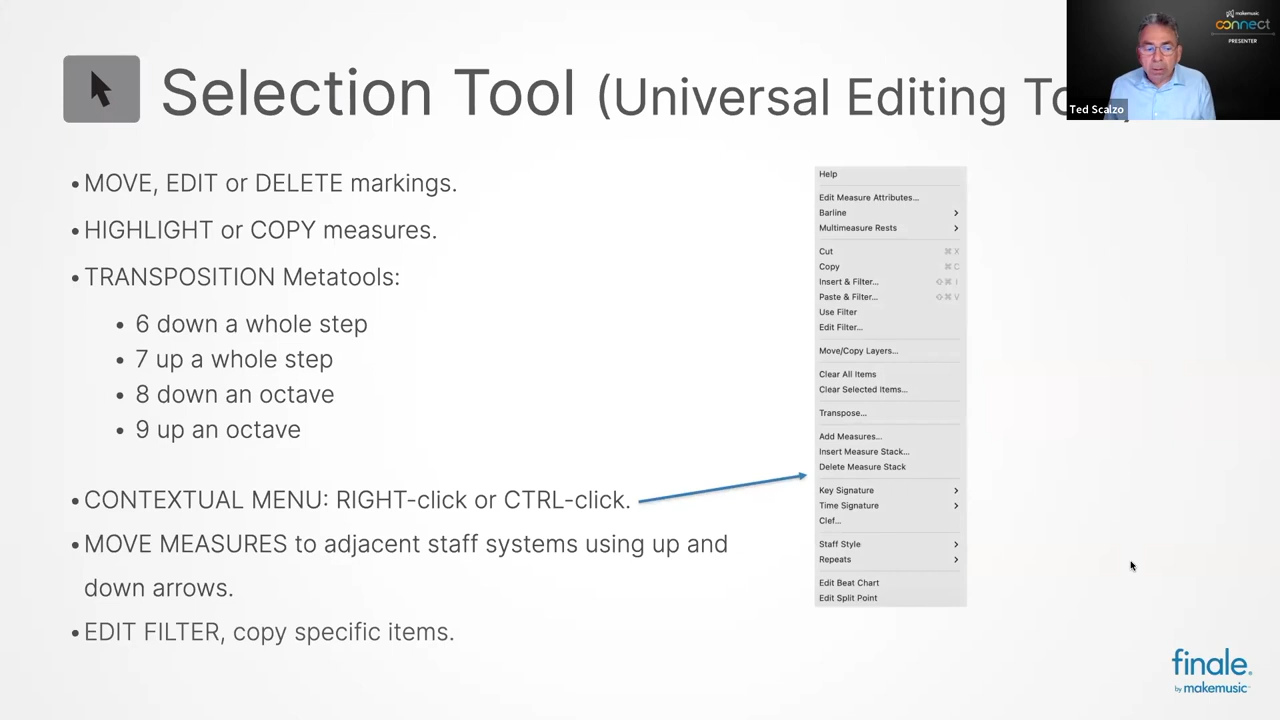 makemusic
connect
PRESENTER
Ted Scalzo
Selection Tool (Universal Editing
• MOVE, EDIT or DELETE markings.
• HIGHLIGHT or COPY measures.
• TRANSPOSITION Metatools:
• 6 down a whole step
• 7 up a whole step
• 8 down an octave
• 9 up an octave
• CONTEXTUAL MENU: RIGHT-click or CTRL-click.
• MOVE MEASURES to adjacent staff systems using up and
down arrows.
• EDIT FILTER, copy specific items.
Help
Edit Measure Attributes...
Barline
Multimeasure Rests
Cut ⌘ X
Copy ⌘ C
Insert & Filter... ⇧⌘ I
Paste & Filter... ⇧⌘ V
Use Filter
Edit Filter...
Move/Copy Layers...
Clear All Items
Clear Selected Items...
Transpose...
Add Measures...
Insert Measure Stack...
Delete Measure Stack
Key Signature
Time Signature
Clef...
Staff Style
Repeats
Edit Beat Chart
Edit Split Point
finale®
by makemusic